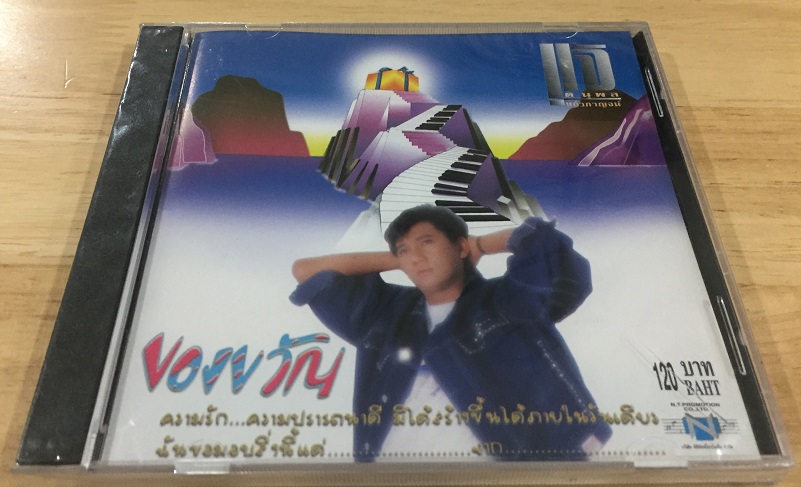 แจ้
ดนุพล
แก้วกาญจน์
ของขวัญ
120 บาท
BAHT
N.T.PROMOTION
CO.,LTD.
N
ความรัก...ความปรารถนาดี มิได้สร้างขึ้นได้ภายในวันเดียว
ฉันขอมอบสิ่งนี้แด่.......................จาก.......................